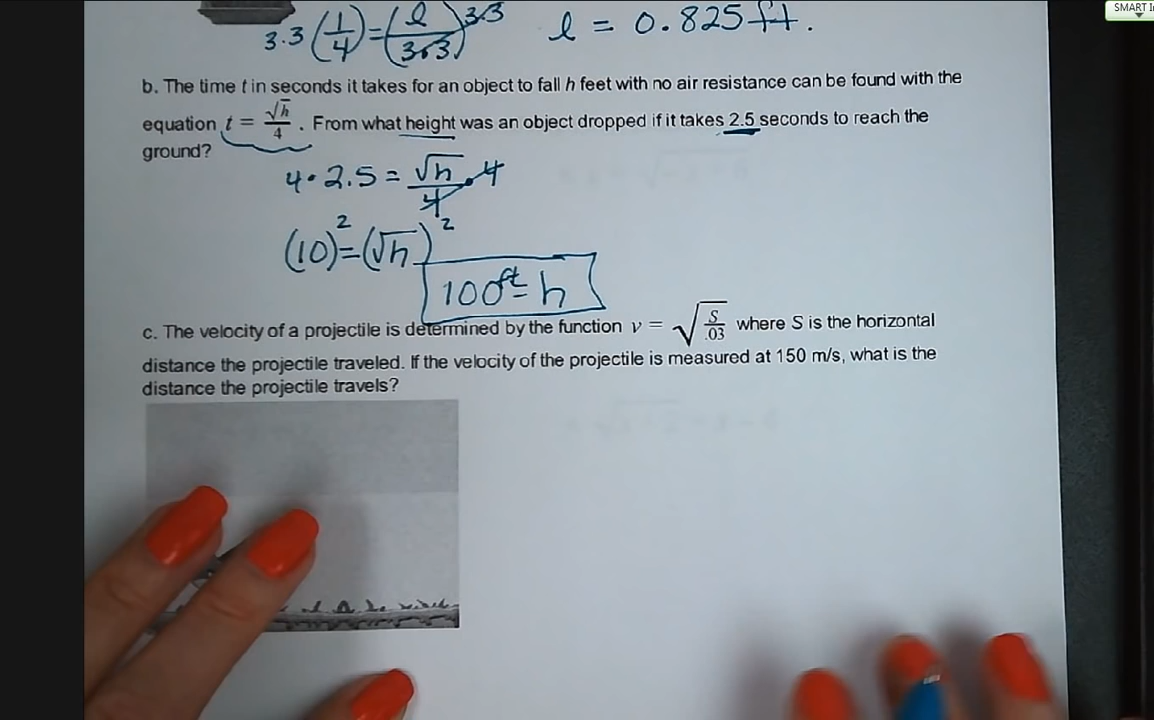 SMART
3.3(1/4)=(l/3.3)3.3 l = 0.825 ft.
b. The time t in seconds it takes for an object to fall h feet with no air resistance can be found with the
equation t = √h/4 . From what height was an object dropped if it takes 2.5 seconds to reach the
ground?
4•2.5=√h/4•4
(10)²=(√h)²
100ft=h
c. The velocity of a projectile is determined by the function v = √S/.03 where S is the horizontal
distance the projectile traveled. If the velocity of the projectile is measured at 150 m/s, what is the
distance the projectile travels?